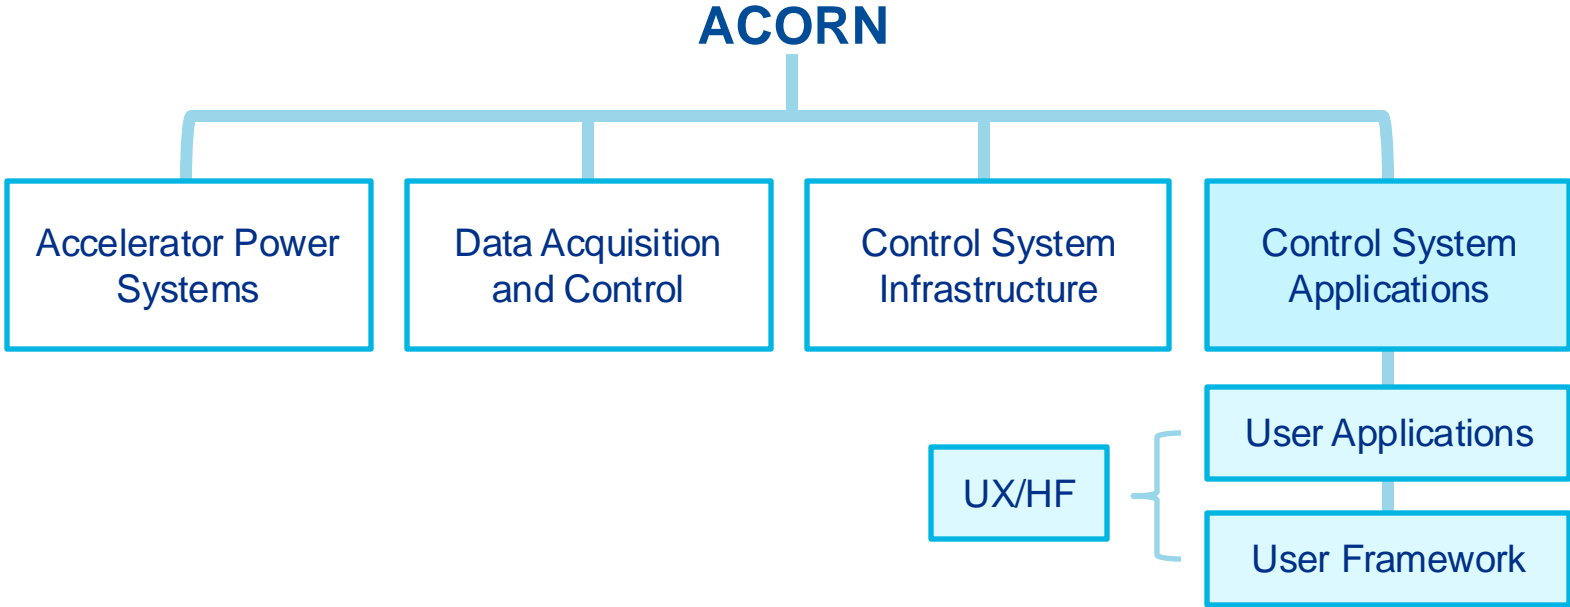 ACORN
Accelerator Power
Systems
Data Acquisition
and Control
Control System
Infrastructure
Control System
Applications
User Applications
UX/HF
User Framework